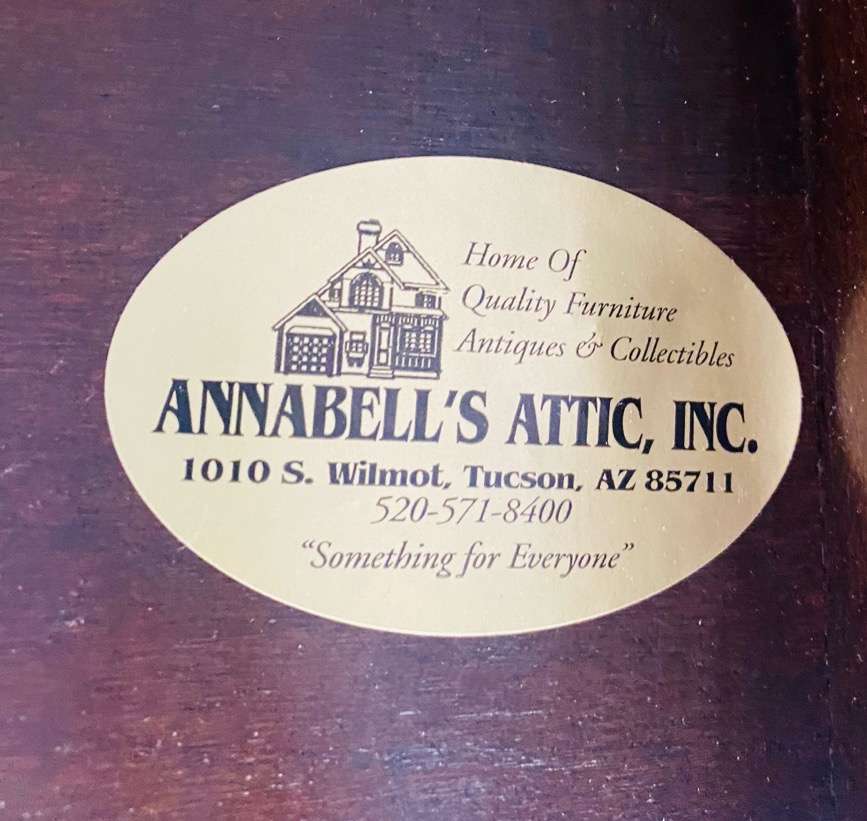 Home Of
Quality Furniture
Antiques & Collectibles
ANNABELL'S ATTIC, INC.
1010 S. Wilmot, Tucson, AZ 85711
520-571-8400
“Something for Everyone”